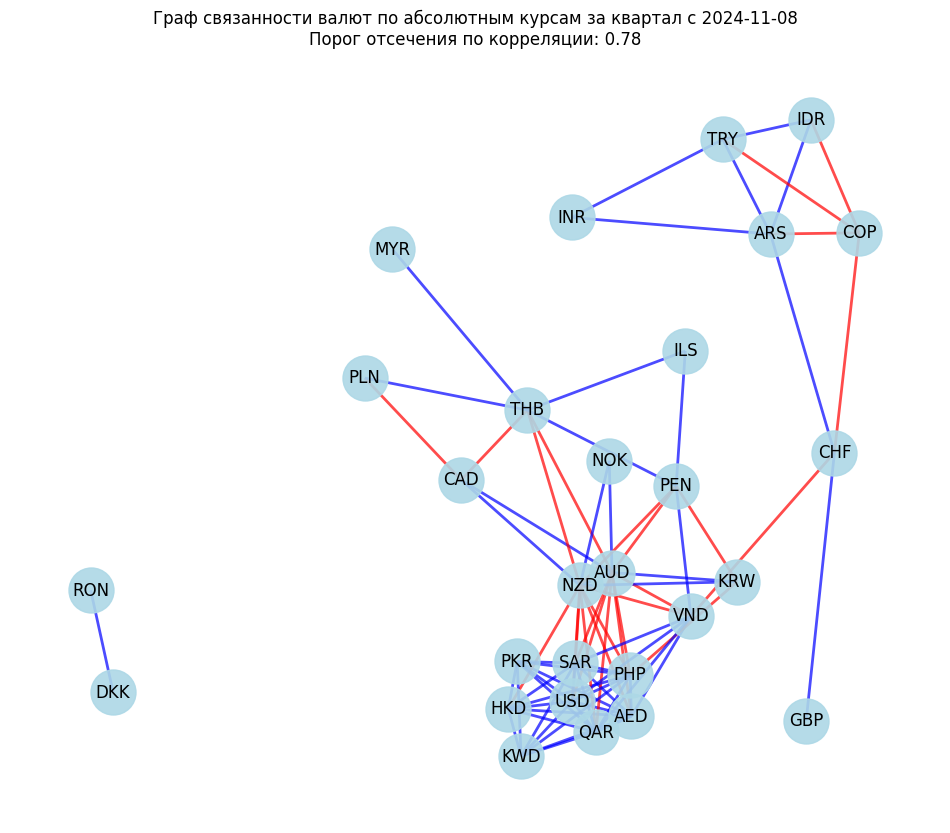 Граф связанности валют по абсолютным курсам за квартал с 2024-11-08
Порог отсечения по корреляции: 0.78
IDR
TRY
INR
ARS
COP
MYR
ILS
PLN
THB
CHF
NOK
CAD
PEN
AUD
KRW
NZD
RON
VND
PKR
SAR
PHP
DKK
USD
HKD
AED
GBP
QAR
KWD